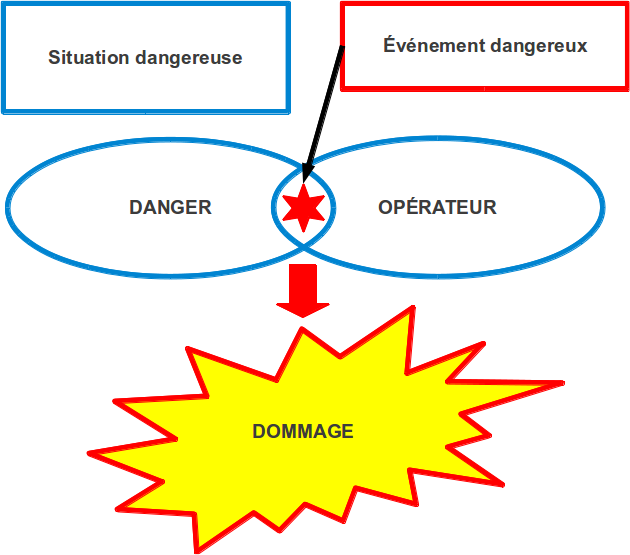 Situation dangereuse
Événement dangereux
DANGER
OPÉRATEUR
DOMMAGE